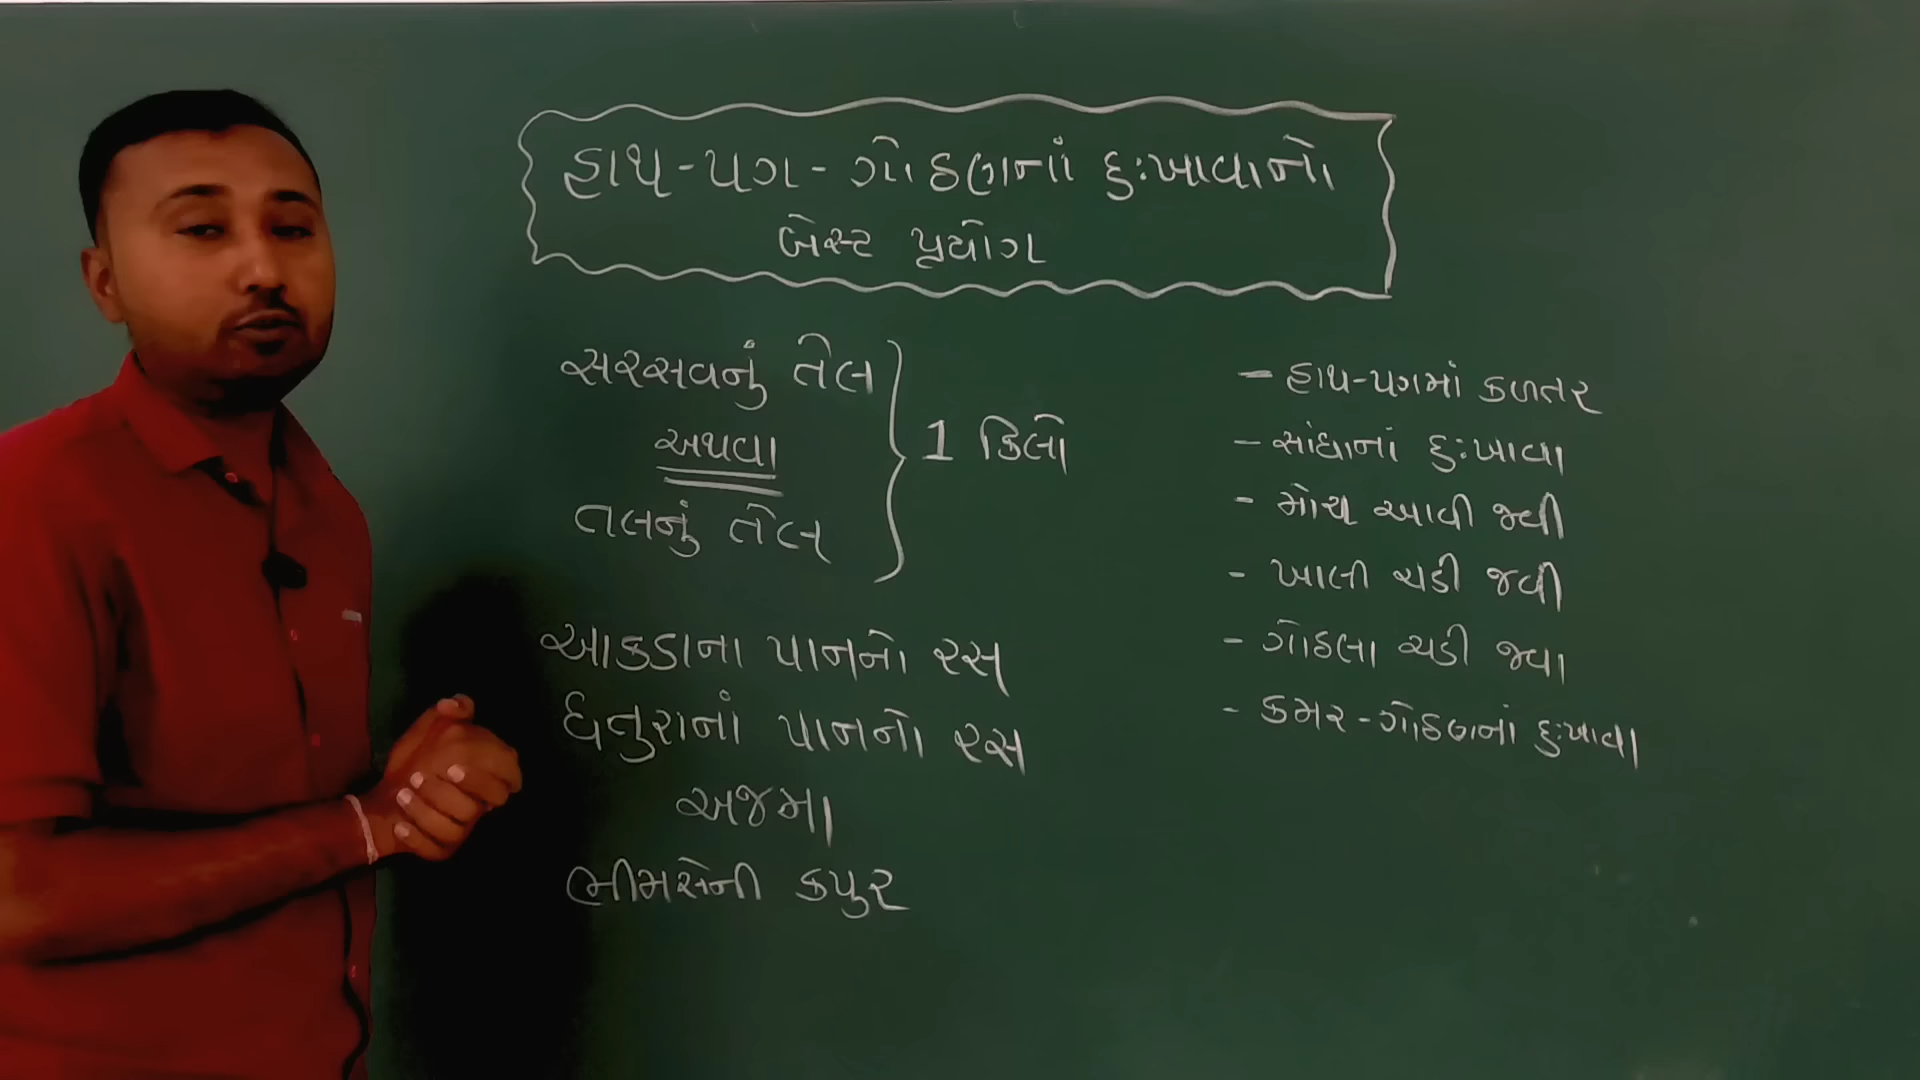 હાથ-પગ-ગોઠણનાં દુઃખાવાનો
બેસ્ટ પ્રયોગ
સરસવનું તેલ
અથવા
તલનું તેલ
1 કિલો
આકડાના પાનનો રસ
ધતુરાનાં પાનનો રસ
અજમા
ભીમસેની કપુર
- હાથ-પગમાં કળતર
- સાંધાનાં દુઃખાવા
- મોચ આવી જવી
- ખાલી ચડી જવી
- ગોઠલા ચડી જવા
- કમર-ગોઠણનાં દુઃખાવા